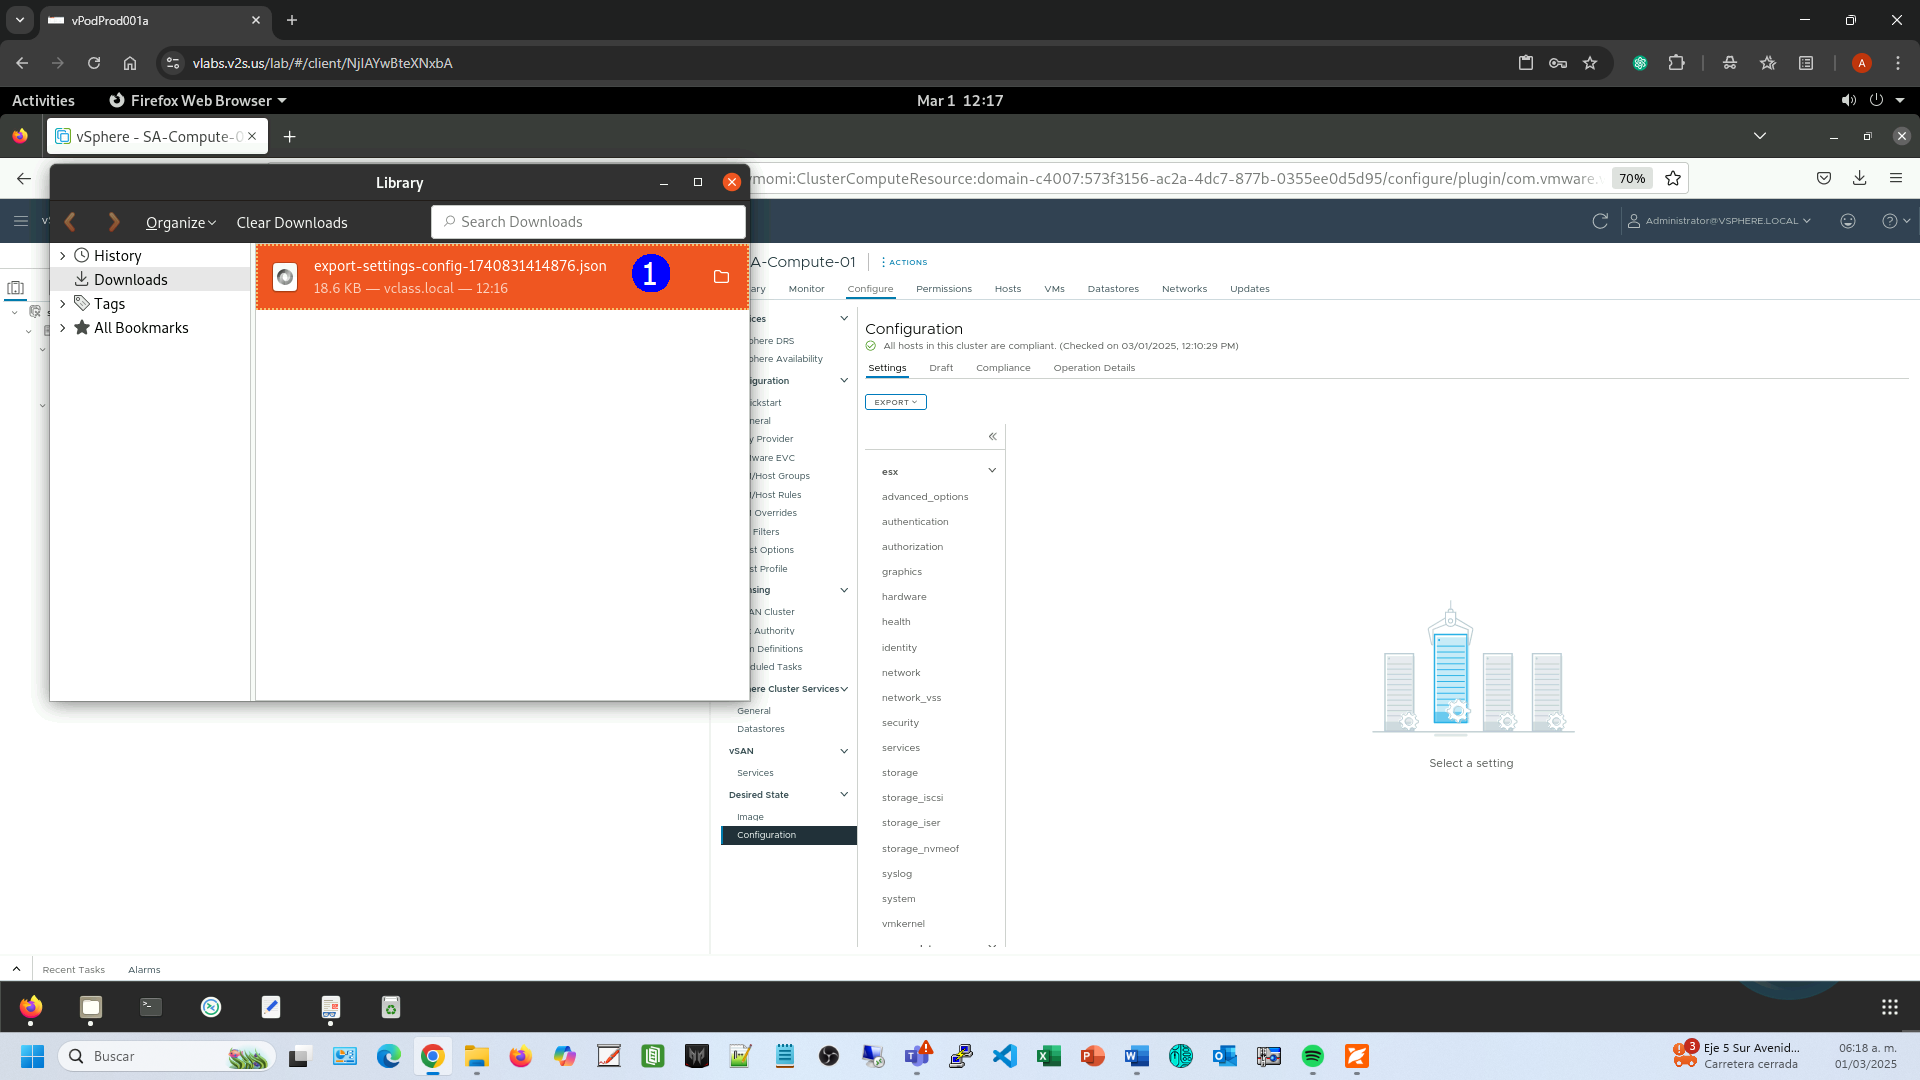 vPodProd001a
vlabs.v2s.us/lab/#/client/NjIAYwBteXNxbA
A
Activities
Firefox Web Browser
Mar 1 12:17
vSphere - SA-Compute-0
Library
vmomi:ClusterComputeResource:domain-c4007:573f3156-ac2a-4dc7-877b-0355ee0d5d95/configure/plugin/com.vmware.v
70%
Organize
Clear Downloads
Search Downloads
Administrator@VSPHERE.LOCAL
History
Downloads
Tags
All Bookmarks
export-settings-config-1740831414876.json
18.6 KB — vclass.local — 12:16
1
A-Compute-01
ACTIONS
ary
Monitor
Configure
Permissions
Hosts
VMs
Datastores
Networks
Updates
ices
phere DRS
phere Availability
iguration
ickstart
neral
y Provider
lware EVC
I/Host Groups
I/Host Rules
I Overrides
Filters
st Options
st Profile
nsing
AN Cluster
t Authority
m Definitions
eduled Tasks
here Cluster Services
General
Datastores
vSAN
Services
Desired State
Image
Configuration
Configuration
All hosts in this cluster are compliant. (Checked on 03/01/2025, 12:10:29 PM)
Settings
Draft
Compliance
Operation Details
EXPORT
esx
advanced_options
authentication
authorization
graphics
hardware
health
identity
network
network_vss
security
services
storage
storage_iscsi
storage_iser
storage_nvmeof
syslog
system
vmkernel
Select a setting
Recent Tasks
Alarms
Buscar
3
Eje 5 Sur Avenid...
Carretera cerrada
06:18 a. m.
01/03/2025